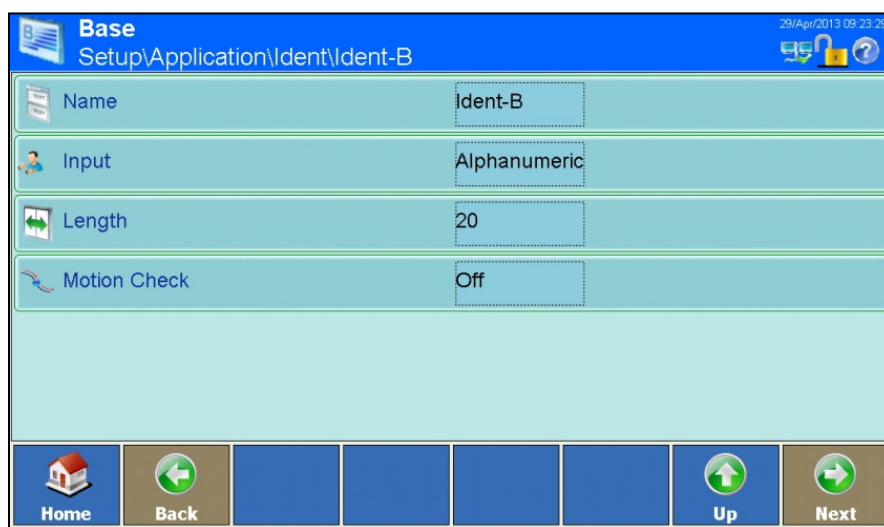 29/Apr/2013 09:23:29
Base
Setup\Application\Ident\Ident-B
Name Ident-B
Input Alphanumeric
Length 20
Motion Check Off
Home Back Up Next